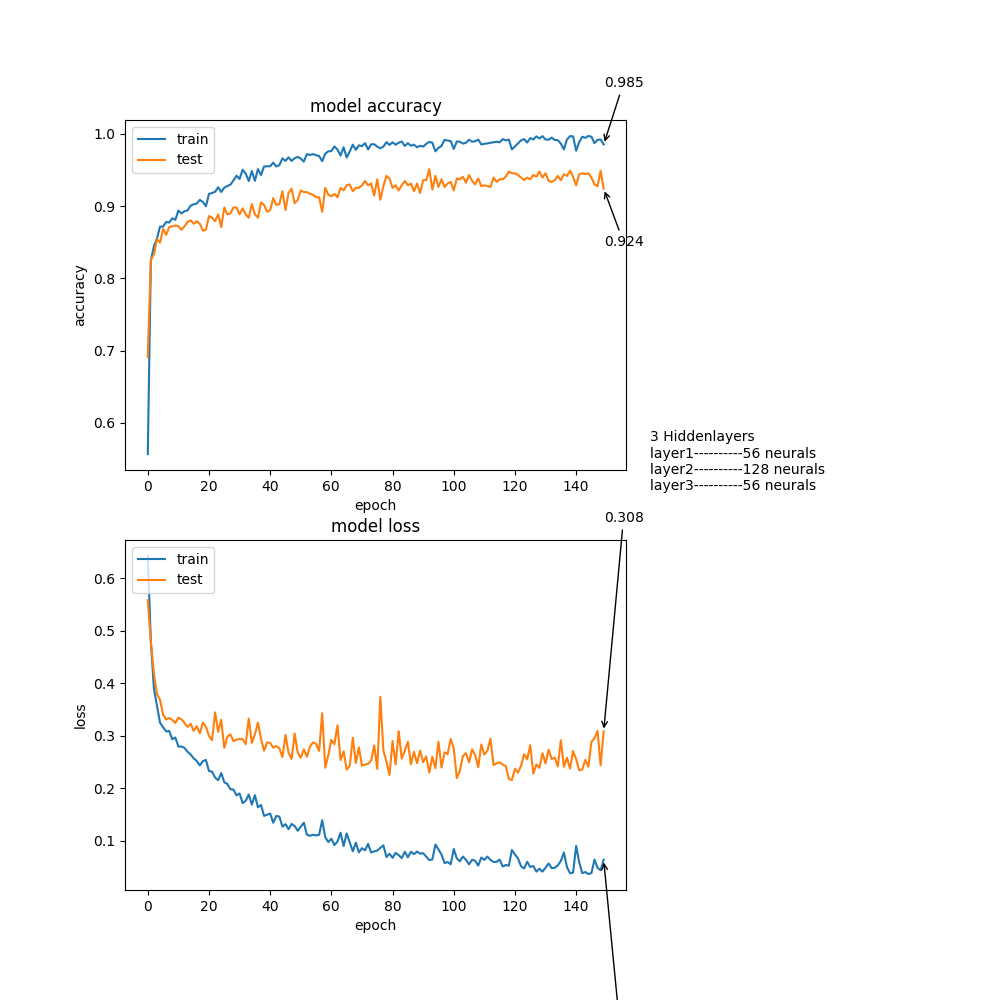 0.985
model accuracy
train
test
1.0
0.9
0.8
0.7
0.6
accuracy
0.924
0 20 40 60 80 100 120 140
epoch
3 Hiddenlayers
layer1----------56 neurals
layer2----------128 neurals
layer3----------56 neurals
0.308
model loss
train
test
0.6
0.5
0.4
0.3
0.2
0.1
loss
0 20 40 60 80 100 120 140
epoch